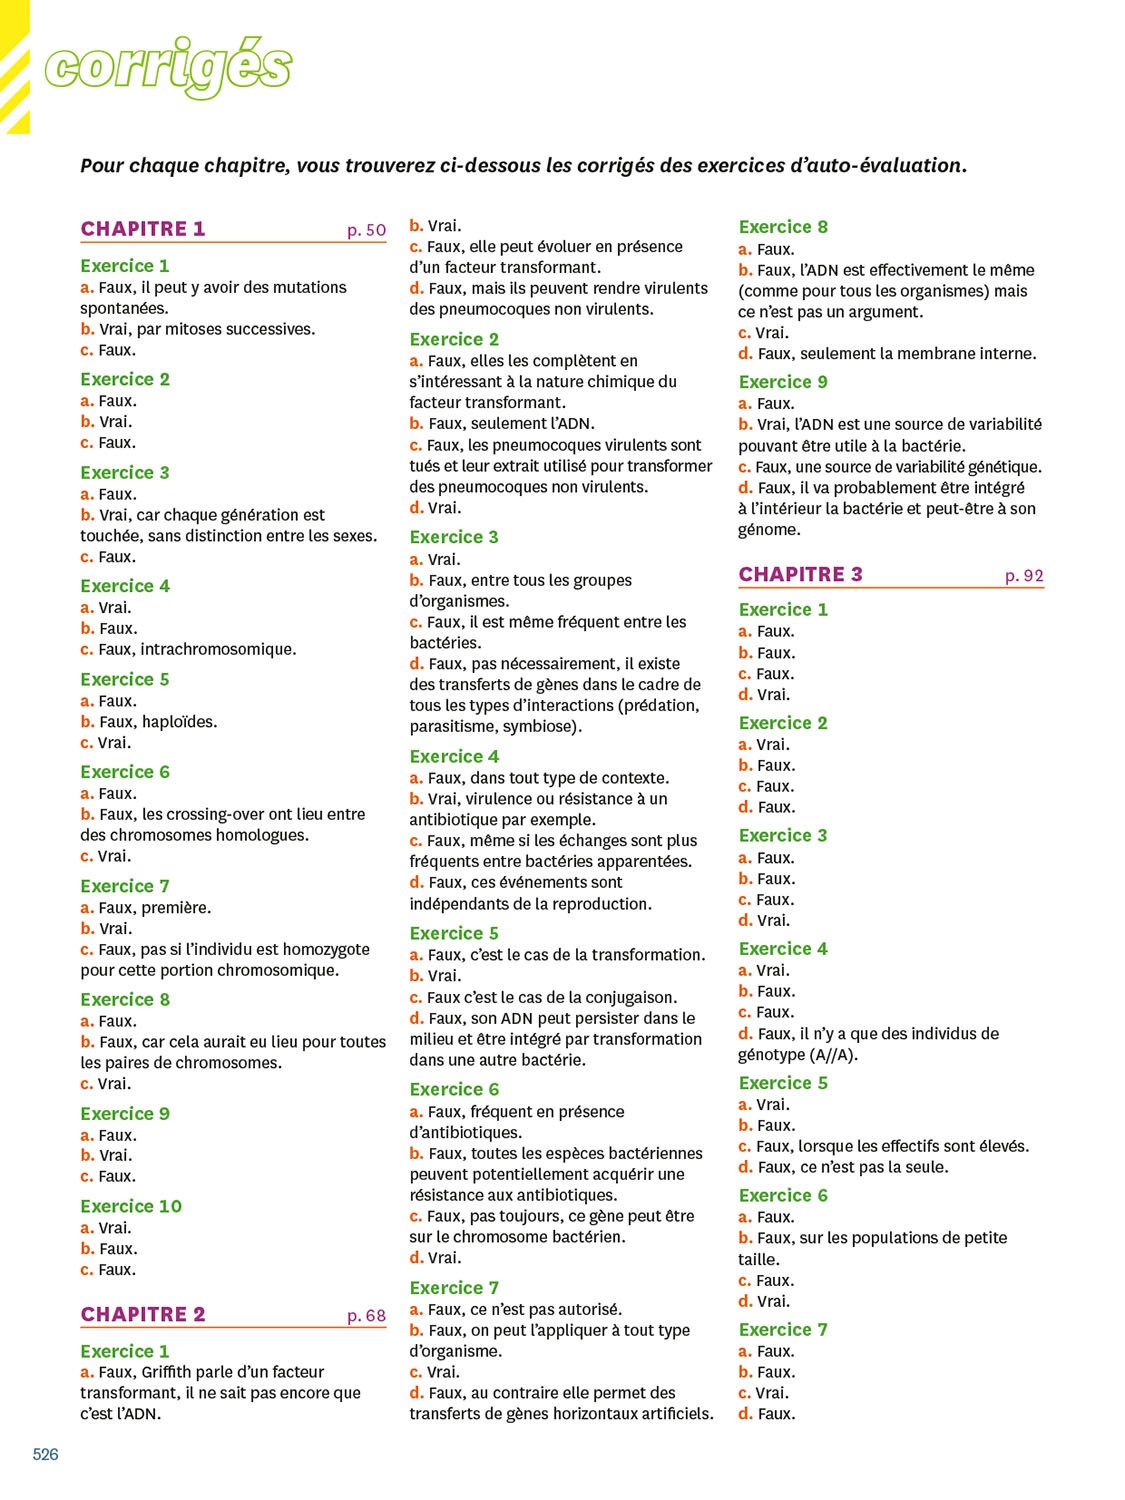 corrigés
Pour chaque chapitre, vous trouverez ci-dessous les corrigés des exercices d'auto-évaluation.
CHAPITRE 1 p. 50
Exercice 1
a. Faux, il peut y avoir des mutations
spontanées.
b. Vrai, par mitoses successives.
c. Faux.
Exercice 2
a. Faux.
b. Vrai.
c. Faux.
Exercice 3
a. Faux.
b. Vrai, car chaque génération est
touchée, sans distinction entre les sexes.
c. Faux.
Exercice 4
a. Vrai.
b. Faux.
c. Faux, intrachromosomique.
Exercice 5
a. Faux.
b. Faux, haploïdes.
c. Vrai.
Exercice 6
a. Faux.
b. Faux, les crossing-over ont lieu entre
des chromosomes homologues.
c. Vrai.
Exercice 7
a. Faux, première.
b. Vrai.
c. Faux, pas si l'individu est homozygote
pour cette portion chromosomique.
Exercice 8
a. Faux.
b. Faux, car cela aurait eu lieu pour toutes
les paires de chromosomes.
c. Vrai.
Exercice 9
a. Faux.
b. Vrai.
c. Faux.
Exercice 10
a. Vrai.
b. Faux.
c. Faux.
CHAPITRE 2 p. 68
Exercice 1
a. Faux, Griffith parle d'un facteur
transformant, il ne sait pas encore que
c'est l'ADN.
b. Vrai.
c. Faux, elle peut évoluer en présence
d'un facteur transformant.
d. Faux, mais ils peuvent rendre virulents
des pneumocoques non virulents.
Exercice 2
a. Faux, elles les complètent en
s'intéressant à la nature chimique du
facteur transformant.
b. Faux, seulement l'ADN.
c. Faux, les pneumocoques virulents sont
tués et leur extrait utilisé pour transformer
des pneumocoques non virulents.
d. Vrai.
Exercice 3
a. Vrai.
b. Faux, entre tous les groupes
d'organismes.
c. Faux, il est même fréquent entre les
bactéries.
d. Faux, pas nécessairement, il existe
des transferts de gènes dans le cadre de
tous les types d'interactions (prédation,
parasitisme, symbiose).
Exercice 4
a. Faux, dans tout type de contexte.
b. Vrai, virulence ou résistance à un
antibiotique par exemple.
c. Faux, même si les échanges sont plus
fréquents entre bactéries apparentées.
d. Faux, ces événements sont
indépendants de la reproduction.
Exercice 5
a. Faux, c'est le cas de la transformation.
b. Vrai.
c. Faux c'est le cas de la conjugaison.
d. Faux, son ADN peut persister dans le
milieu et être intégré par transformation
dans une autre bactérie.
Exercice 6
a. Faux, fréquent en présence
d'antibiotiques.
b. Faux, toutes les espèces bactériennes
peuvent potentiellement acquérir une
résistance aux antibiotiques.
c. Faux, pas toujours, ce gène peut être
sur le chromosome bactérien.
d. Vrai.
Exercice 7
a. Faux, ce n'est pas autorisé.
b. Faux, on peut l'appliquer à tout type
d'organisme.
c. Vrai.
d. Faux, au contraire elle permet des
transferts de gènes horizontaux artificiels.
Exercice 8
a. Faux.
b. Faux, l'ADN est effectivement le même
(comme pour tous les organismes) mais
ce n'est pas un argument.
c. Vrai.
d. Faux, seulement la membrane interne.
Exercice 9
a. Faux.
b. Vrai, l'ADN est une source de variabilité
pouvant être utile à la bactérie.
c. Faux, une source de variabilité génétique.
d. Faux, il va probablement être intégré
à l'intérieur la bactérie et peut-être à son
génome.
CHAPITRE 3 p. 92
Exercice 1
a. Faux.
b. Faux.
c. Faux.
d. Vrai.
Exercice 2
a. Vrai.
b. Faux.
c. Faux.
d. Faux.
Exercice 3
a. Faux.
b. Faux.
c. Faux.
d. Vrai.
Exercice 4
a. Vrai.
b. Faux.
c. Faux.
d. Faux, il n'y a que des individus de
génotype (A//A).
Exercice 5
a. Vrai.
b. Faux.
c. Faux, lorsque les effectifs sont élevés.
d. Faux, ce n'est pas la seule.
Exercice 6
a. Faux.
b. Faux, sur les populations de petite
taille.
c. Faux.
d. Vrai.
Exercice 7
a. Faux.
b. Faux.
c. Vrai.
d. Faux.
526